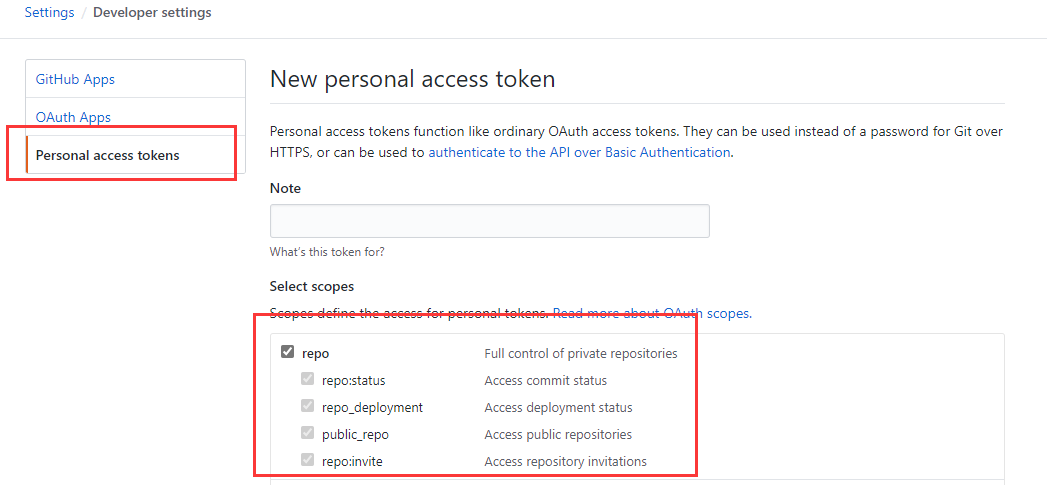 Settings / Developer settings
GitHub Apps
OAuth Apps
Personal access tokens
New personal access token
Personal access tokens function like ordinary OAuth access tokens. They can be used instead of a password for Git over
HTTPS, or can be used to authenticate to the API over Basic Authentication.
Note
What's this token for?
Select scopes
Scopes define the access for personal tokens. Read more about OAuth scopes.
repo Full control of private repositories
repo:status Access commit status
repo_deployment Access deployment status
public_repo Access public repositories
repo:invite Access repository invitations